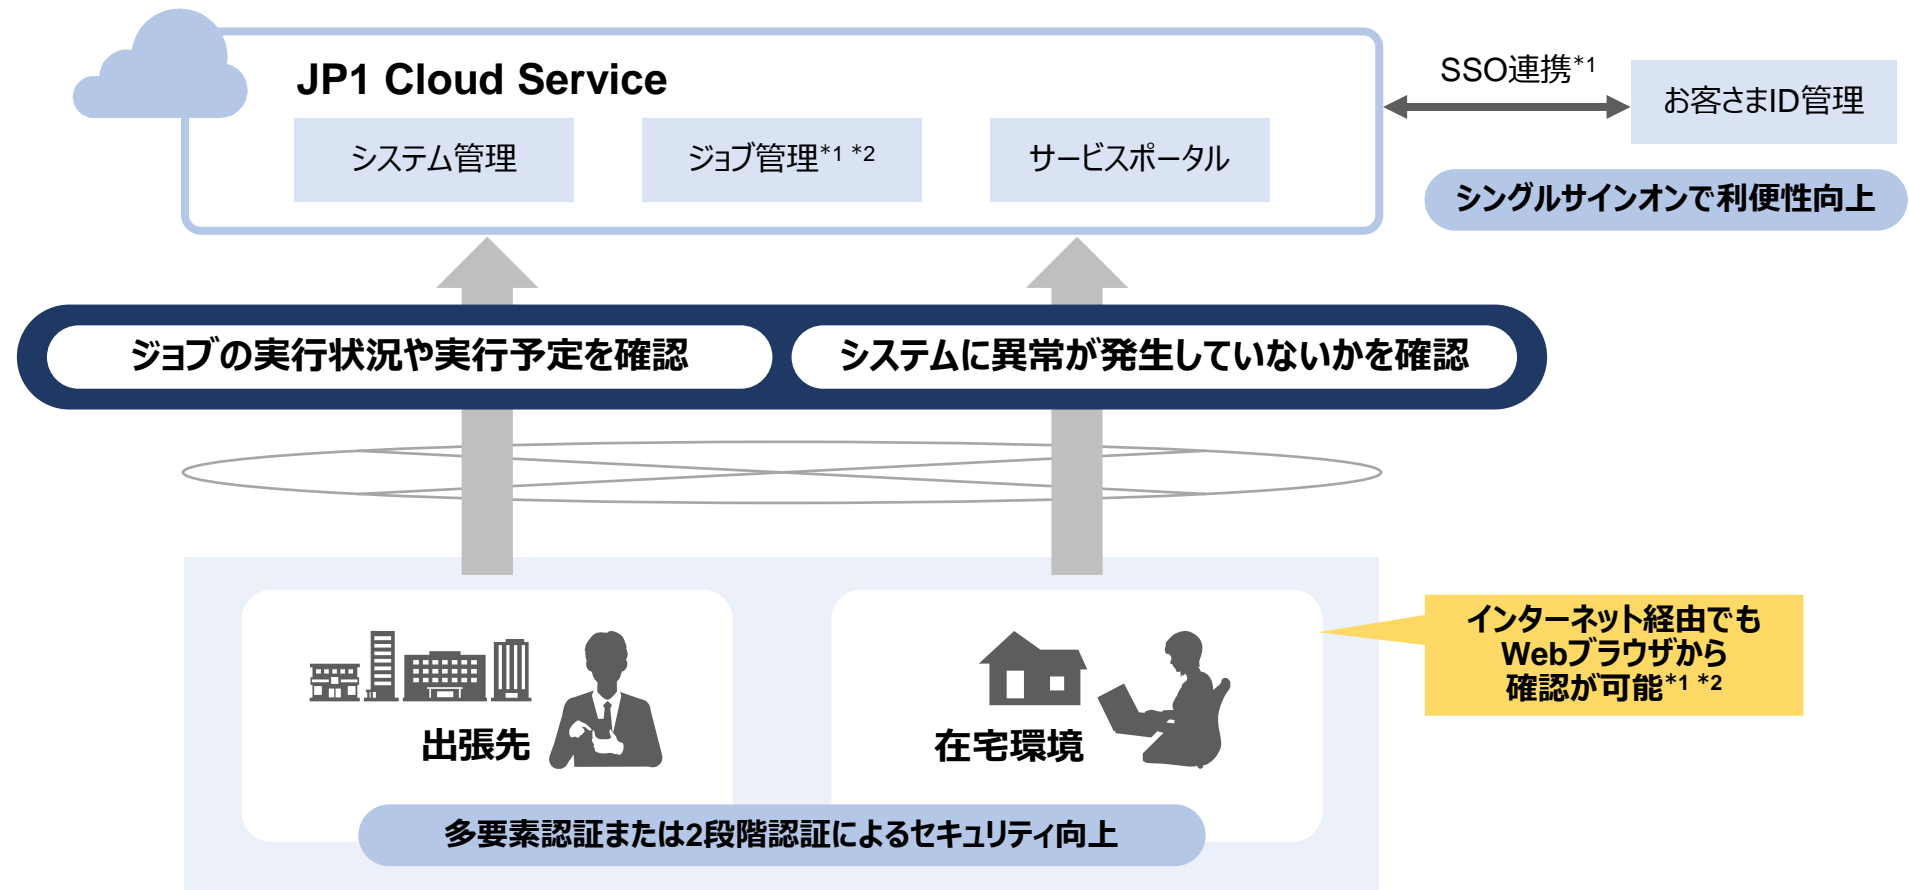 JP1 Cloud Service
システム管理
ジョブ管理*1 *2
サービスポータル
SSO連携*1
お客さまID管理
シングルサインオンで利便性向上
ジョブの実行状況や実行予定を確認
システムに異常が発生していないかを確認
出張先
在宅環境
インターネット経由でも
Webブラウザから
確認が可能*1 *2
多要素認証または2段階認証によるセキュリティ向上